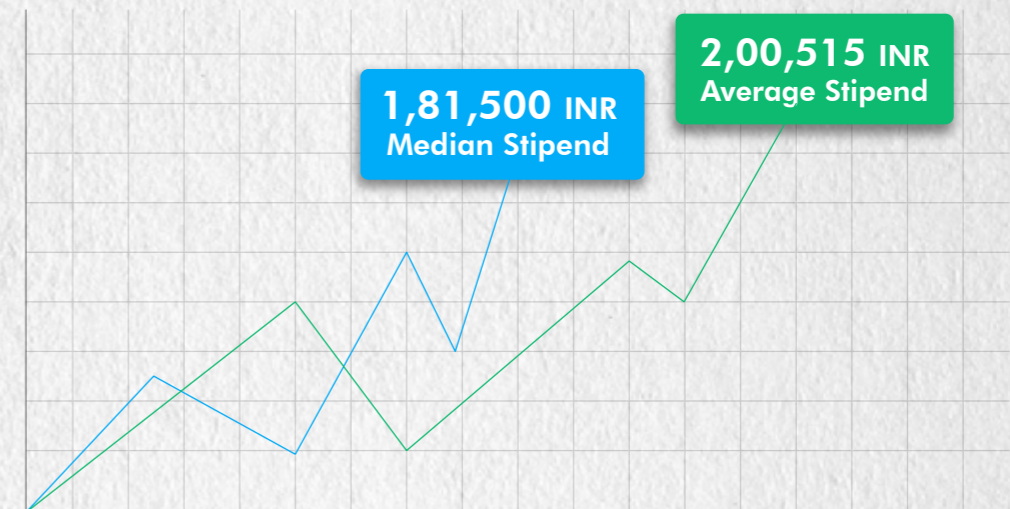 1,81,500 INR
Median Stipend
2,00,515 INR
Average Stipend